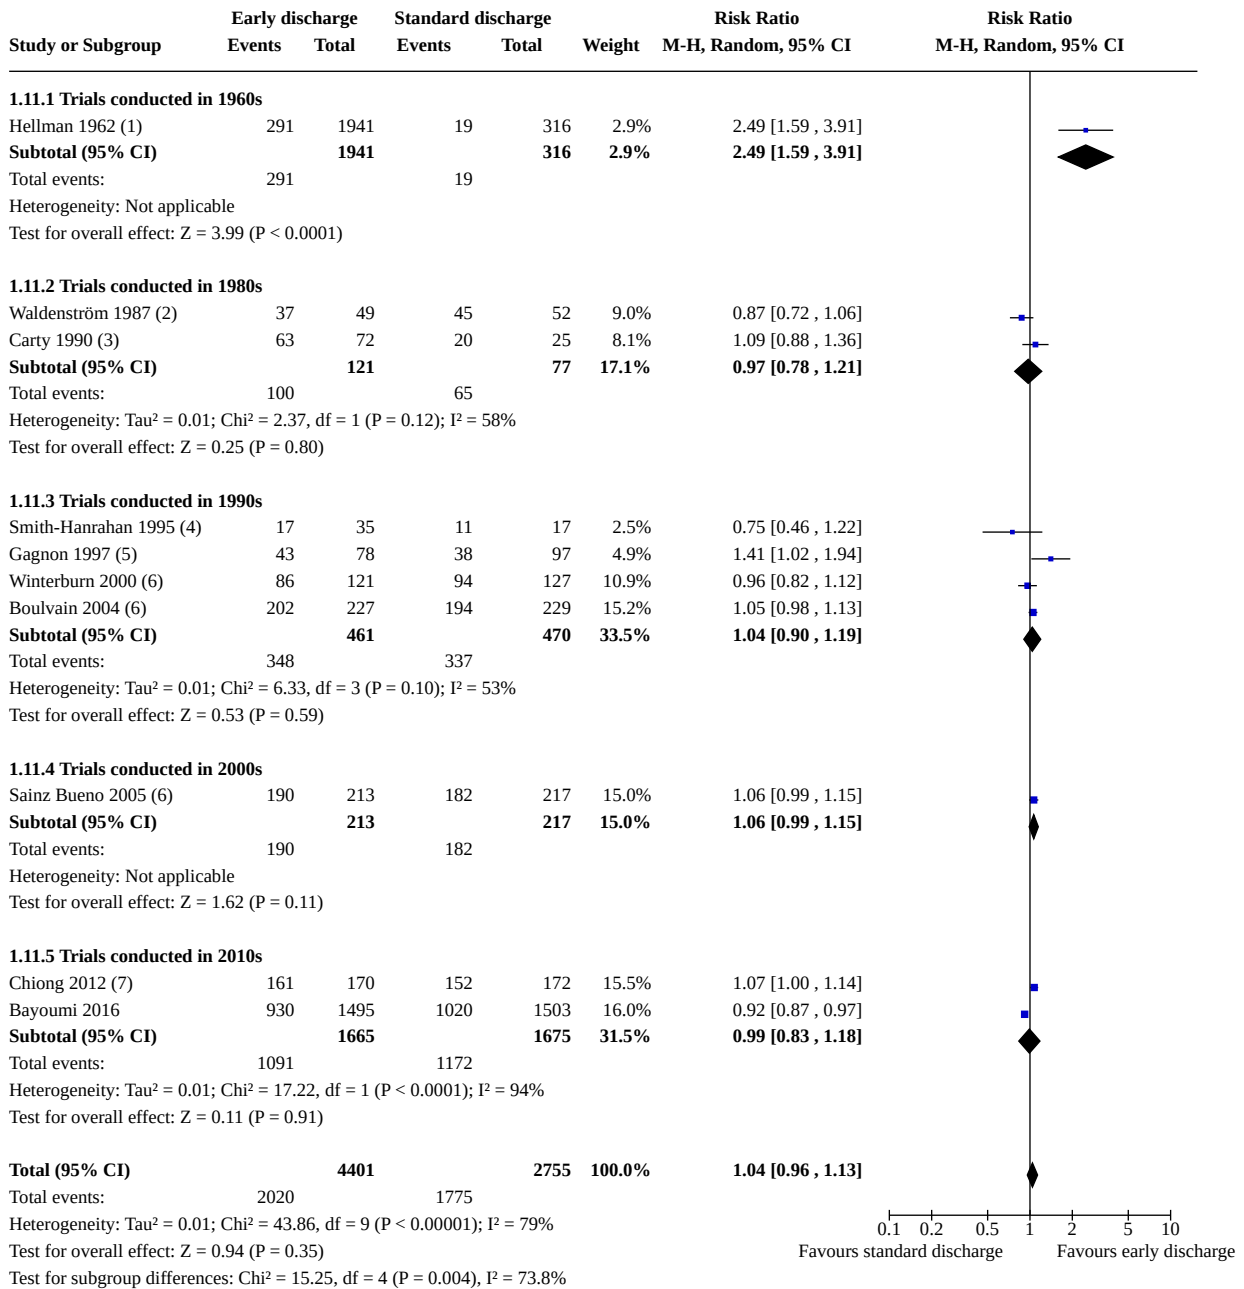 Early discharge Standard discharge Risk Ratio Risk Ratio
Study or Subgroup Events Total Events Total Weight M-H, Random, 95% CI M-H, Random, 95% CI
1.11.1 Trials conducted in 1960s
Hellman 1962 (1) 291 1941 19 316 2.9% 2.49 [1.59 , 3.91]
Subtotal (95% CI) 1941 316 2.9% 2.49 [1.59 , 3.91]
Total events: 291 19
Heterogeneity: Not applicable
Test for overall effect: Z = 3.99 (P < 0.0001)
1.11.2 Trials conducted in 1980s
Waldenström 1987 (2) 37 49 45 52 9.0% 0.87 [0.72 , 1.06]
Carty 1990 (3) 63 72 20 25 8.1% 1.09 [0.88 , 1.36]
Subtotal (95% CI) 121 77 17.1% 0.97 [0.78 , 1.21]
Total events: 100 65
Heterogeneity: Tau² = 0.01; Chi² = 2.37, df = 1 (P = 0.12); I² = 58%
Test for overall effect: Z = 0.25 (P = 0.80)
1.11.3 Trials conducted in 1990s
Smith-Hanrahan 1995 (4) 17 35 11 17 2.5% 0.75 [0.46 , 1.22]
Gagnon 1997 (5) 43 78 38 97 4.9% 1.41 [1.02 , 1.94]
Winterburn 2000 (6) 86 121 94 127 10.9% 0.96 [0.82 , 1.12]
Boulvain 2004 (6) 202 227 194 229 15.2% 1.05 [0.98 , 1.13]
Subtotal (95% CI) 461 470 33.5% 1.04 [0.90 , 1.19]
Total events: 348 337
Heterogeneity: Tau² = 0.01; Chi² = 6.33, df = 3 (P = 0.10); I² = 53%
Test for overall effect: Z = 0.53 (P = 0.59)
1.11.4 Trials conducted in 2000s
Sainz Bueno 2005 (6) 190 213 182 217 15.0% 1.06 [0.99 , 1.15]
Subtotal (95% CI) 213 217 15.0% 1.06 [0.99 , 1.15]
Total events: 190 182
Heterogeneity: Not applicable
Test for overall effect: Z = 1.62 (P = 0.11)
1.11.5 Trials conducted in 2010s
Chiong 2012 (7) 161 170 152 172 15.5% 1.07 [1.00 , 1.14]
Bayoumi 2016 930 1495 1020 1503 16.0% 0.92 [0.87 , 0.97]
Subtotal (95% CI) 1665 1675 31.5% 0.99 [0.83 , 1.18]
Total events: 1091 1172
Heterogeneity: Tau² = 0.01; Chi² = 17.22, df = 1 (P < 0.0001); I² = 94%
Test for overall effect: Z = 0.11 (P = 0.91)
Total (95% CI) 4401 2755 100.0% 1.04 [0.96 , 1.13]
Total events: 2020 1775
Heterogeneity: Tau² = 0.01; Chi² = 43.86, df = 9 (P < 0.00001); I² = 79%
0.1 0.2 0.5 1 2 5 10
Test for overall effect: Z = 0.94 (P = 0.35) Favours standard discharge Favours early discharge
Test for subgroup differences: Chi² = 15.25, df = 4 (P = 0.004), I² = 73.8%